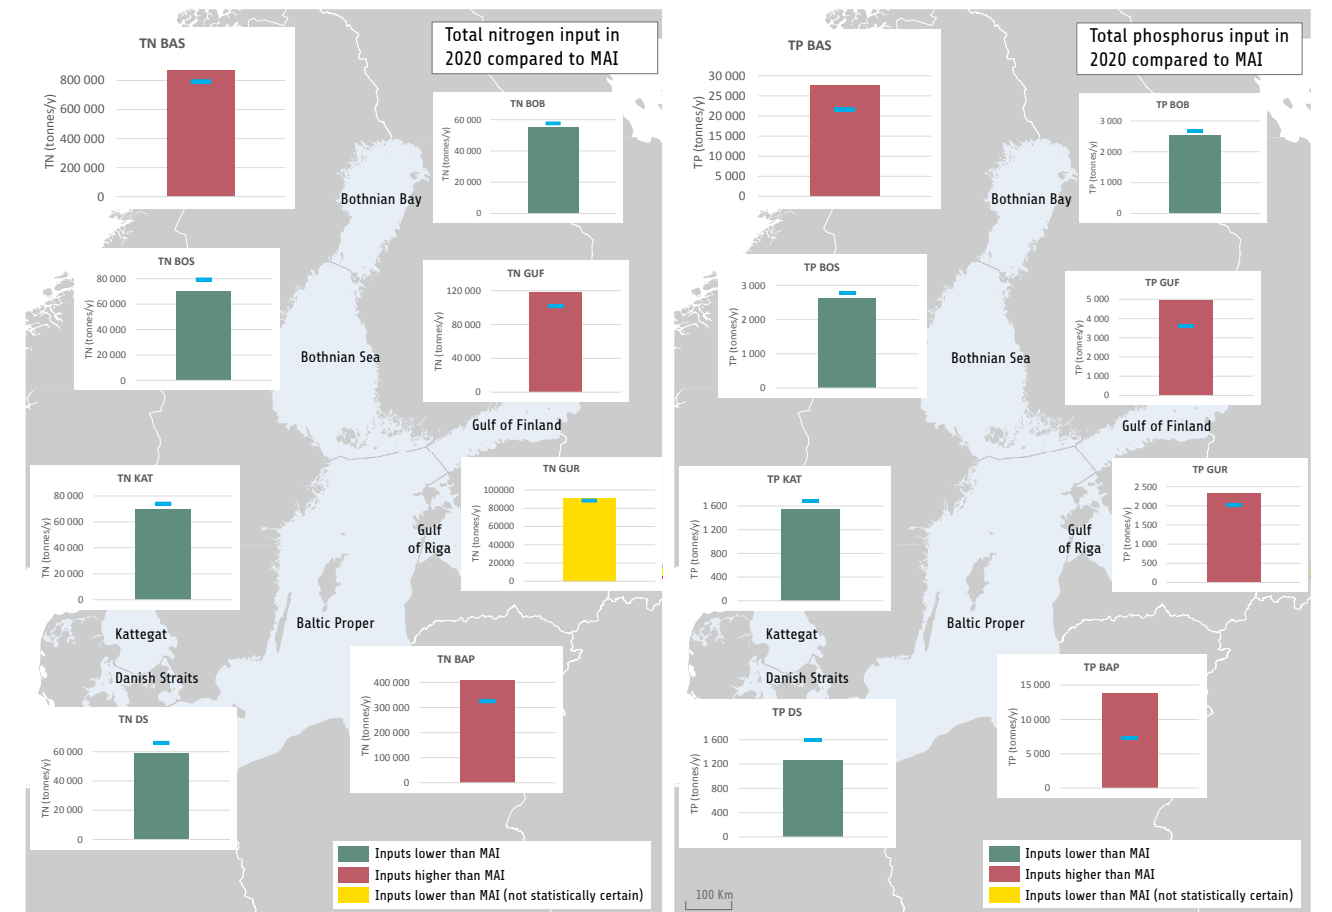 Total nitrogen input in
2020 compared to MAI
TN BAS
TN (tonnes/y)
800 000
600 000
400 000
200 000
0
TN BOB
TN (tonnes/y)
60 000
40 000
20 000
0
Bothnian Bay
TN BOS
TN (tonnes/y)
80 000
60 000
40 000
20 000
0
TN GUF
TN (tonnes/y)
120 000
80 000
40 000
0
Bothnian Sea
Gulf of Finland
TN KAT
TN (tonnes/y)
80 000
60 000
40 000
20 000
0
TN GUR
TN (tonnes/y)
100000
80000
60000
40000
20000
0
Gulf
of Riga
Baltic Proper
Kattegat
Danish Straits
TN BAP
TN (tonnes/y)
400 000
300 000
200 000
100 000
0
TN DS
TN (tonnes/y)
60 000
40 000
20 000
0
Inputs lower than MAI
Inputs higher than MAI
Inputs lower than MAI (not statistically certain)
Total phosphorus input in
2020 compared to MAI
TP BAS
TP (tonnes/y)
30 000
25 000
20 000
15 000
10 000
5 000
0
TP BOB
TP (tonnes/y)
3 000
2 000
1 000
0
Bothnian Bay
TP BOS
TP (tonnes/y)
3 000
2 000
1 000
0
TP GUF
TP (tonnes/y)
5 000
4 000
3 000
2 000
1 000
0
Bothnian Sea
Gulf of Finland
TP KAT
TP (tonnes/y)
1 600
1 200
800
400
0
TP GUR
TP (tonnes/y)
2 500
2 000
1 500
1 000
500
0
Gulf
of Riga
Baltic Proper
Kattegat
Danish Straits
TP BAP
TP (tonnes/y)
15 000
10 000
5 000
0
TP DS
TP (tonnes/y)
1 600
1 200
800
400
0
100 Km
Inputs lower than MAI
Inputs higher than MAI
Inputs lower than MAI (not statistically certain)